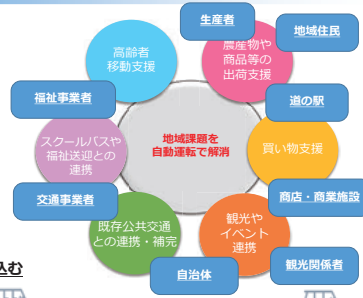 生産者
地域住民
高齢者
移動支援
農産物や
商品等の
出荷支援
福祉事業者
道の駅
スクールバスや
福祉送迎との
連携
地域課題を
自動運転で解消
買い物支援
交通事業者
商店・商業施設
既存公共交通
との連携・補完
観光や
イベント
連携
自治体
観光関係者
込む